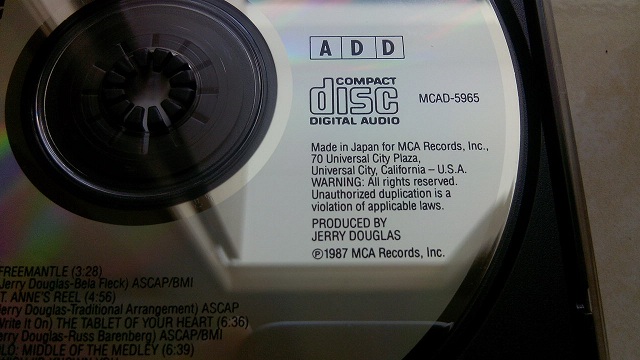 A D D
COMPACT
disc
DIGITAL AUDIO
MCAD-5965
Made in Japan for MCA Records, Inc.,
70 Universal City Plaza,
Universal City, California – U.S.A.
WARNING: All rights reserved.
Unauthorized duplication is a
violation of applicable laws.
PRODUCED BY
JERRY DOUGLAS
℗1987 MCA Records, Inc.
FREEMANTLE (3:28)
Jerry Douglas-Bela Fleck) ASCAP/BMI
T. ANNE'S REEL (4:56)
erry Douglas-Traditional Arrangement) ASCAP
Write It On) THE TABLET OF YOUR HEART (6:36)
erry Douglas-Russ Barenberg) ASCAP/BMI
MIDDLE OF THE MEDLEY (6:39)